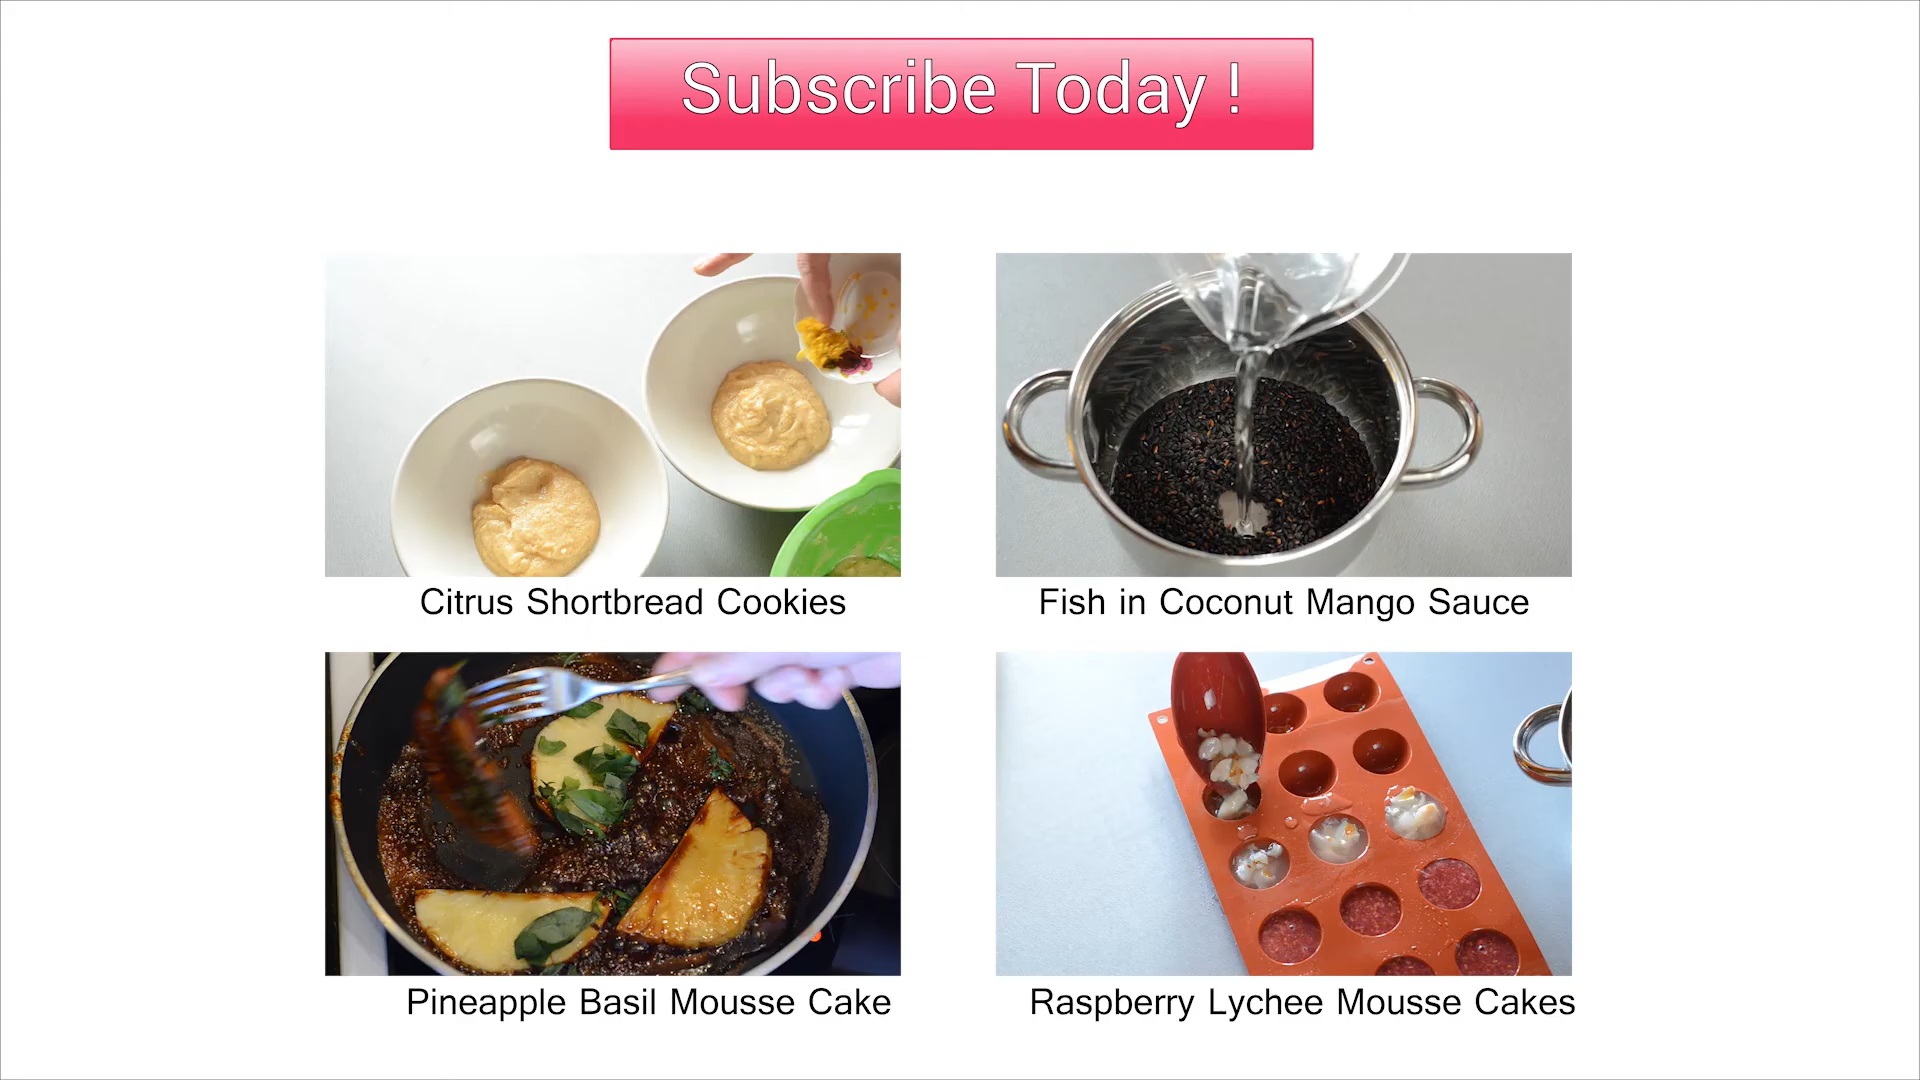 Subscribe Today !
Citrus Shortbread Cookies
Fish in Coconut Mango Sauce
Pineapple Basil Mousse Cake
Raspberry Lychee Mousse Cakes